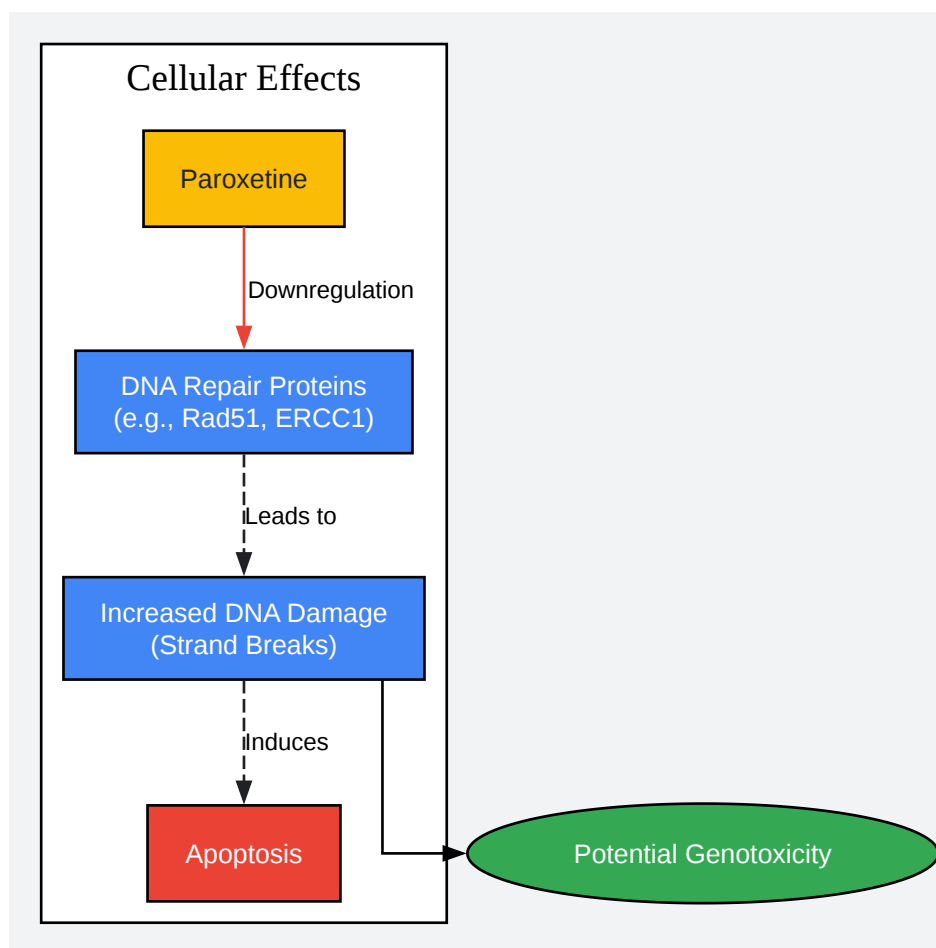 Cellular Effects
Paroxetine
Downregulation
DNA Repair Proteins
(e.g., Rad51, ERCC1)
Leads to
Increased DNA Damage
(Strand Breaks)
Induces
Apoptosis
Potential Genotoxicity